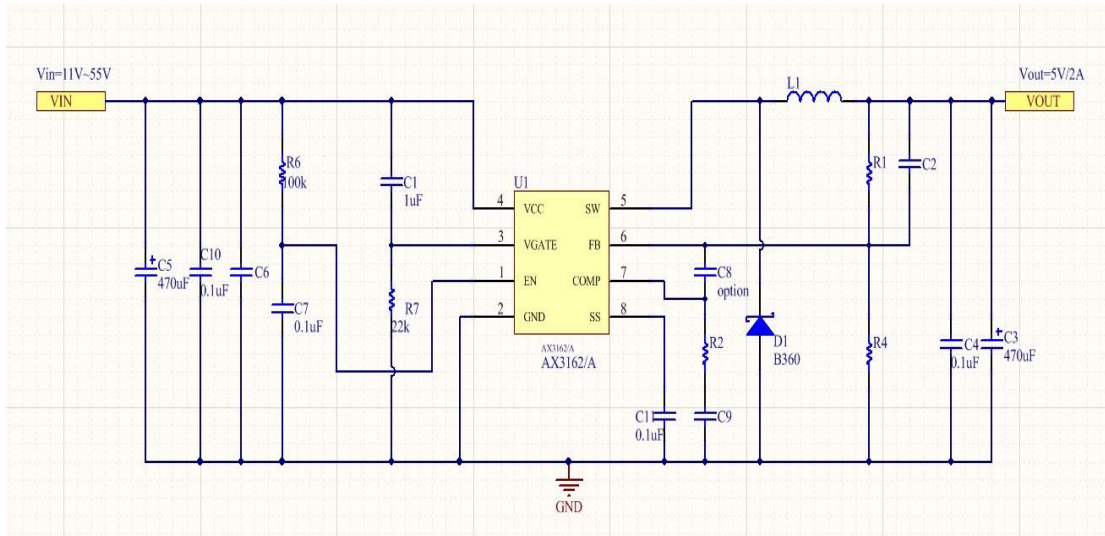 Vin=11V~55V
VIN
Vout=5V/2A
VOUT
L1
R6
100k
C1
1uF
R1
C2
U1
4 VCC SW 5
3 VGATE FB 6
1 EN COMP 7
2 GND SS 8
AX3162/A
AX3162/A
C5
470uF
C10
0.1uF
C6
C7
0.1uF
R7
22k
C8
option
R2
D1
B360
R4
C4
0.1uF
C3
470uF
C11
0.1uF
C9
GND